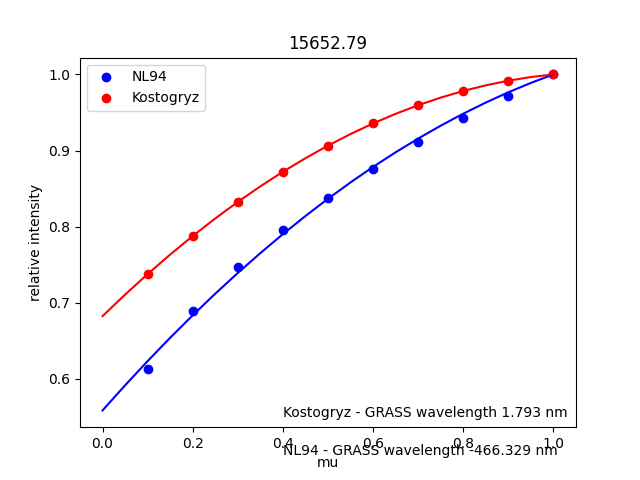 15652.79
NL94
Kostogryz
1.0
0.9
0.8
0.7
0.6
relative intensity
Kostogryz - GRASS wavelength 1.793 nm
0.0 0.2 0.4 0.6 0.8 1.0
NL94 - GRASS wavelength -466.329 nm
mu